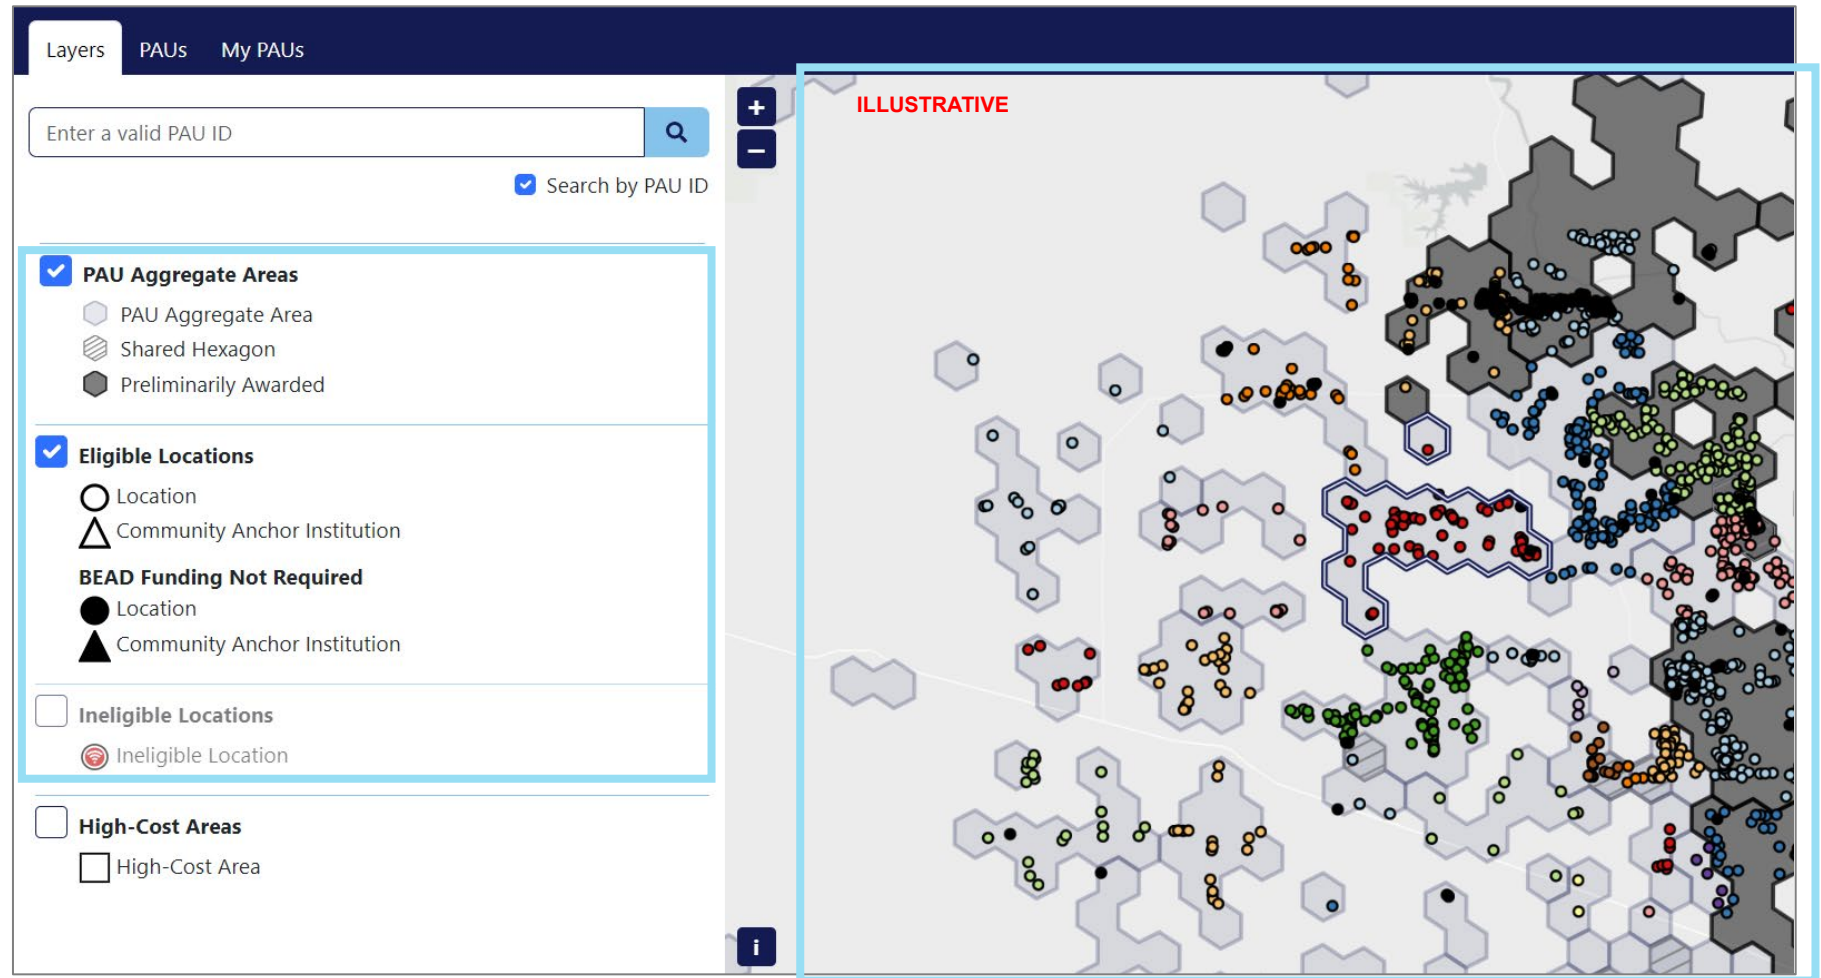 Layers PAUs My PAUs
Enter a valid PAU ID
Search by PAU ID
PAU Aggregate Areas
PAU Aggregate Area
Shared Hexagon
Preliminarily Awarded
Eligible Locations
Location
Community Anchor Institution
BEAD Funding Not Required
Location
Community Anchor Institution
Ineligible Locations
Ineligible Location
High-Cost Areas
High-Cost Area
+
−
ILLUSTRATIVE
i